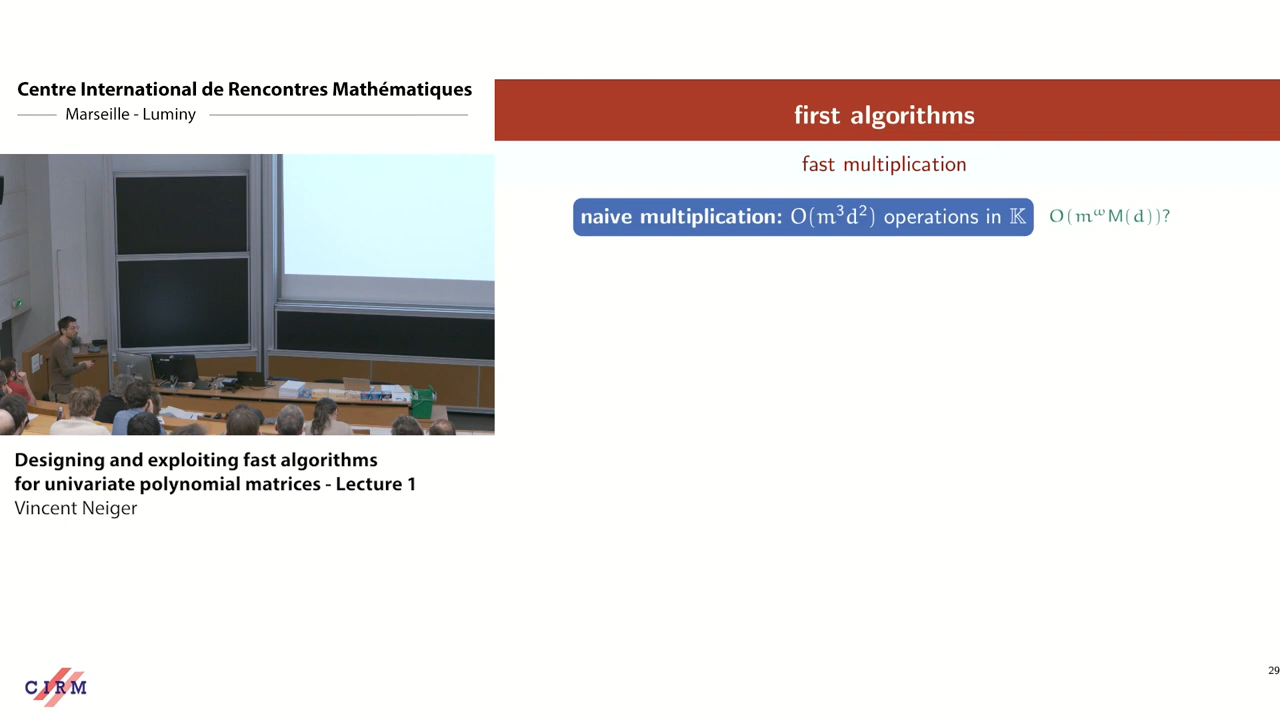 Centre International de Rencontres Mathématiques
Marseille - Luminy
first algorithms
fast multiplication
naive multiplication: O(m³d²) operations in 𝕂 O(m^ωM(d))?
Designing and exploiting fast algorithms
for univariate polynomial matrices - Lecture 1
Vincent Neiger
CIRM
29